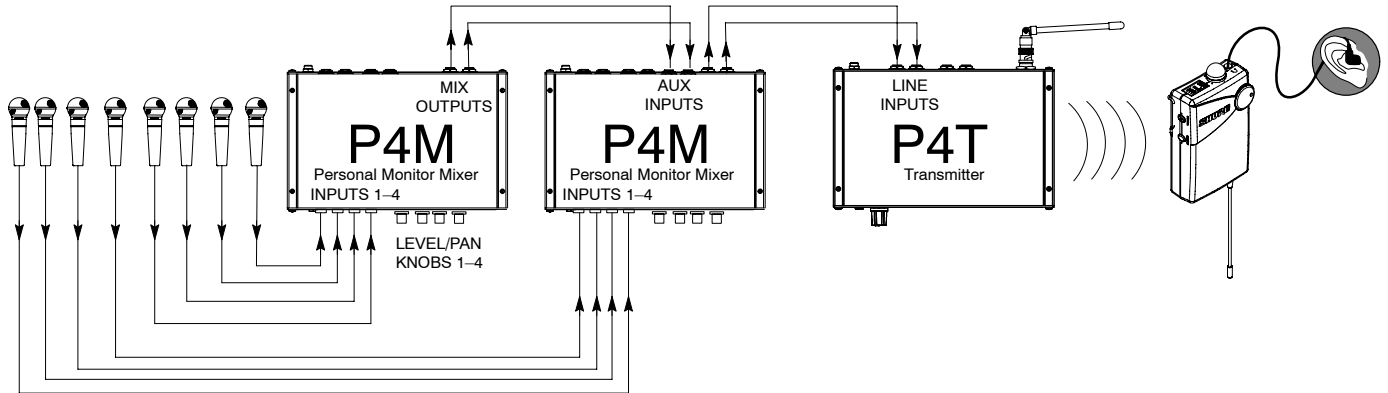 MIX
OUTPUTS
P4M
Personal Monitor Mixer
INPUTS 1–4
LEVEL/PAN
KNOBS 1–4
AUX
INPUTS
P4M
Personal Monitor Mixer
INPUTS 1–4
LINE
INPUTS
P4T
Transmitter
SHURE